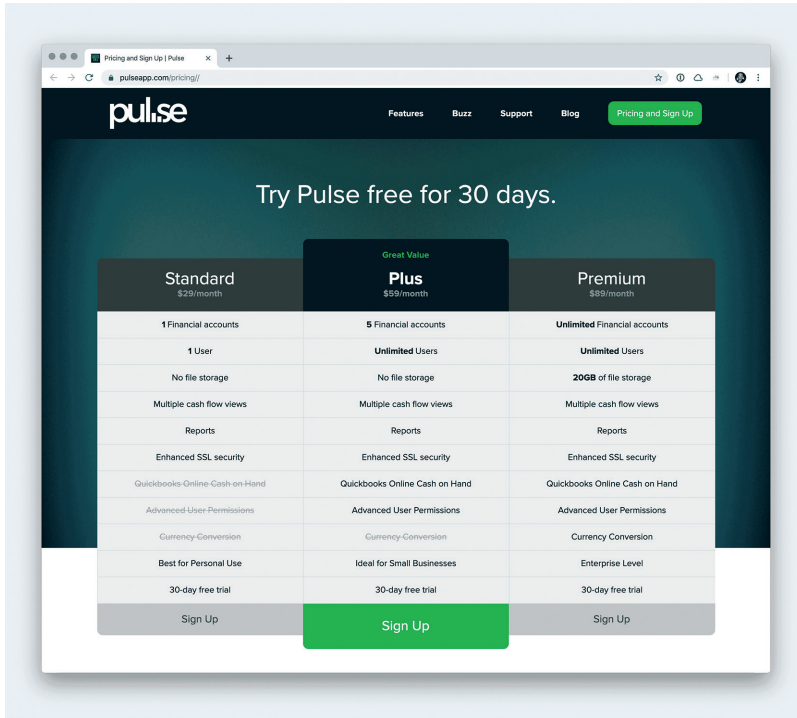 Pricing and Sign Up | Pulse
pulseapp.com/pricing//
pulse
Features Buzz Support Blog Pricing and Sign Up
Try Pulse free for 30 days.
Great Value
Standard Plus Premium
$29/month $59/month $89/month
1 Financial accounts 5 Financial accounts Unlimited Financial accounts
1 User Unlimited Users Unlimited Users
No file storage No file storage 20GB of file storage
Multiple cash flow views Multiple cash flow views Multiple cash flow views
Reports Reports Reports
Enhanced SSL security Enhanced SSL security Enhanced SSL security
Quickbooks Online Cash on Hand Quickbooks Online Cash on Hand Quickbooks Online Cash on Hand
Advanced User Permissions Advanced User Permissions Advanced User Permissions
Currency Conversion Currency Conversion Currency Conversion
Best for Personal Use Ideal for Small Businesses Enterprise Level
30-day free trial 30-day free trial 30-day free trial
Sign Up Sign Up Sign Up